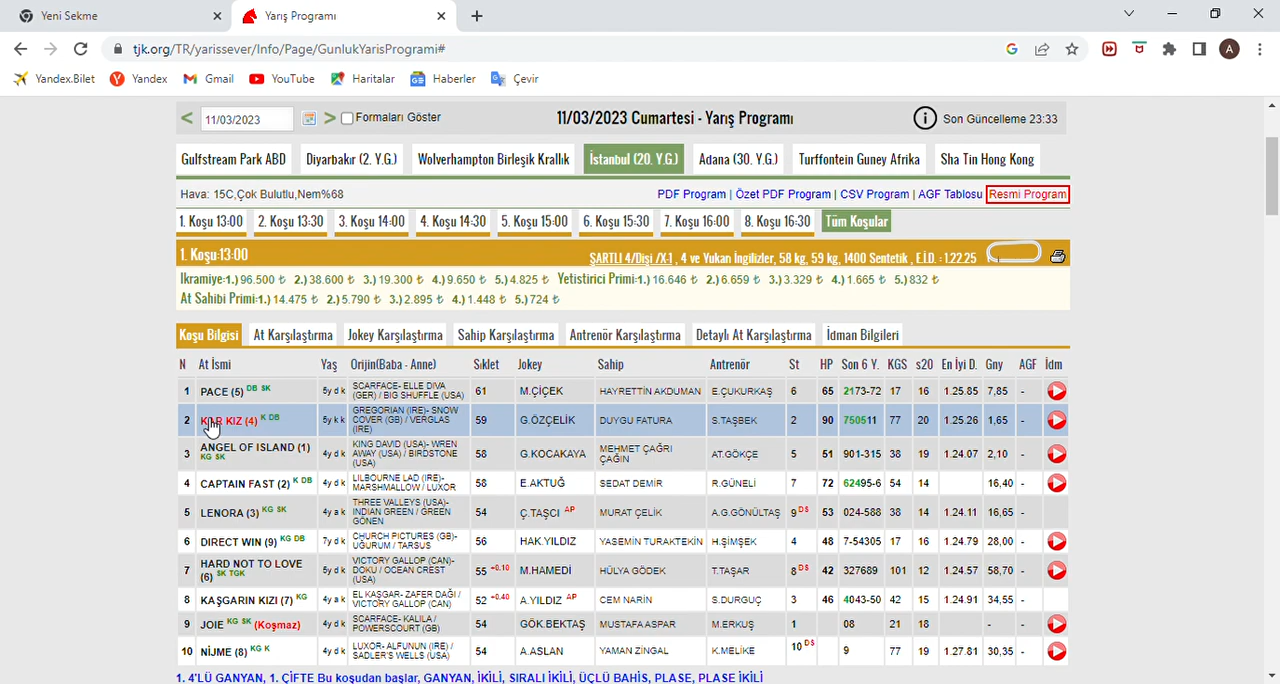 Yeni Sekme
Yarış Programı
tjk.org/TR/yarissever/Info/Page/GunlukYarisProgrami#
Yandex.Bilet Yandex Gmail YouTube Haritalar Haberler Çevir
11/03/2023 Formaları Göster 11/03/2023 Cumartesi - Yarış Programı Son Güncelleme 23:33
Gulfstream Park ABD Diyarbakır (2. Y.G.) Wolverhampton Birleşik Krallık İstanbul (20. Y.G.) Adana (30. Y.G.) Turffontein Guney Afrika Sha Tin Hong Kong
Hava: 15C,Çok Bulutlu,Nem%68 PDF Program | Özet PDF Program | CSV Program | AGF Tablosu Resmi Program
1. Koşu 13:00 2. Koşu 13:30 3. Koşu 14:00 4. Koşu 14:30 5. Koşu 15:00 6. Koşu 15:30 7. Koşu 16:00 8. Koşu 16:30 Tüm Koşular
1. Koşu:13:00 ŞARTLI 4/Dişi /X-1 , 4 ve Yukarı İngilizler, 58 kg, 59 kg, 1400 Sentetik , E.İ.D. : 1.22.25
İkramiye:1.) 96.500 ₺ 2.) 38.600 ₺ 3.) 19.300 ₺ 4.) 9.650 ₺ 5.) 4.825 ₺ Yetistirici Primi:1.) 16.646 ₺ 2.) 6.659 ₺ 3.) 3.329 ₺ 4.) 1.665 ₺ 5.) 832 ₺
At Sahibi Primi:1.) 14.475 ₺ 2.) 5.790 ₺ 3.) 2.895 ₺ 4.) 1.448 ₺ 5.) 724 ₺
Koşu Bilgisi At Karşılaştırma Jokey Karşılaştırma Sahip Karşılaştırma Antrenör Karşılaştırma Detaylı At Karşılaştırma İdman Bilgileri
N At İsmi Yaş Orijin(Baba - Anne) Sıklet Jokey Sahip Antrenör St HP Son 6 Y. KGS s20 En İyi D. Gny AGF İdm
1 PACE (5) DB SK 5y d k SCARFACE- ELLE DIVA (GER) / BIG SHUFFLE (USA) 61 M.ÇİÇEK HAYRETTİN AKDUMAN E.ÇUKURKAŞ 6 65 2173-72 17 16 1.25.85 7,85 -
2 KAR KIZ (4) K DB 5y k k GREGORIAN (IRE)- SNOW COVER (GB) / VERGLAS (IRE) 59 G.ÖZÇELİK DUYGU FATURA S.TAŞBEK 2 90 750511 77 20 1.25.26 1,65 -
3 ANGEL OF ISLAND (1) KG SK 4y d k KING DAVID (USA)- WREN AWAY (USA) / BIRDSTONE (USA) 58 G.KOCAKAYA MEHMET ÇAĞRI ÇAĞIN AT.GÖKÇE 5 51 901-315 38 19 1.24.07 2,10 -
4 CAPTAIN FAST (2) K DB 4y d k LILBOURNE LAD (IRE)- MARSHMALLOW / LUXOR 58 E.AKTUĞ SEDAT DEMİR R.GÜNELİ 7 72 62495-6 54 14 16,40 -
5 LENORA (3) KG SK 4y a k THREE VALLEYS (USA)- INDIAN GREEN / GREEN GÖNEN 54 Ç.TAŞCI AP MURAT ÇELİK A.G.GÖNÜLTAŞ 9 DS 53 024-588 38 14 1.24.11 16,65 -
6 DIRECT WIN (9) KG DB 7y d k CHURCH PICTURES (GB)- UĞURUM / TARSUS 56 HAK.YILDIZ YASEMİN TURAKTEKİN H.ŞİMŞEK 4 48 7-54305 17 16 1.24.79 28,00 -
7 HARD NOT TO LOVE (6) SK TGK 5y d k VICTORY GALLOP (CAN)- DOKU / OCEAN CREST (USA) 55 +0.10 M.HAMEDİ HÜLYA GÖDEK T.TAŞAR 8 DS 42 327689 101 12 1.24.57 58,70 -
8 KAŞGARIN KIZI (7) KG 4y a k EL KAŞGAR- ZAFER DAĞI / VICTORY GALLOP (CAN) 52 +0.40 A.YILDIZ AP CEM NARİN S.DURGUÇ 3 46 4043-50 42 15 1.24.91 34,55 -
9 JOIE KG SK (Koşmaz) 4y d k SCARFACE- KALILA / POWERSCOURT (GB) 54 GÖK.BEKTAŞ MUSTAFA ASPAR M.ERKUŞ 1 08 21 18 - -
10 NİJME (8) KG K 4y d k LUXOR- ALFUNUN (IRE) / SADLER'S WELLS (USA) 54 A.ASLAN YAMAN ZİNGAL K.MELİKE 10 DS 9 77 19 1.27.81 30,35 -
1. 4'LÜ GANYAN, 1. ÇİFTE Bu koşudan başlar, GANYAN, İKİLİ, SIRALI İKİLİ, ÜÇLÜ BAHİS, PLASE, PLASE İKİLİ